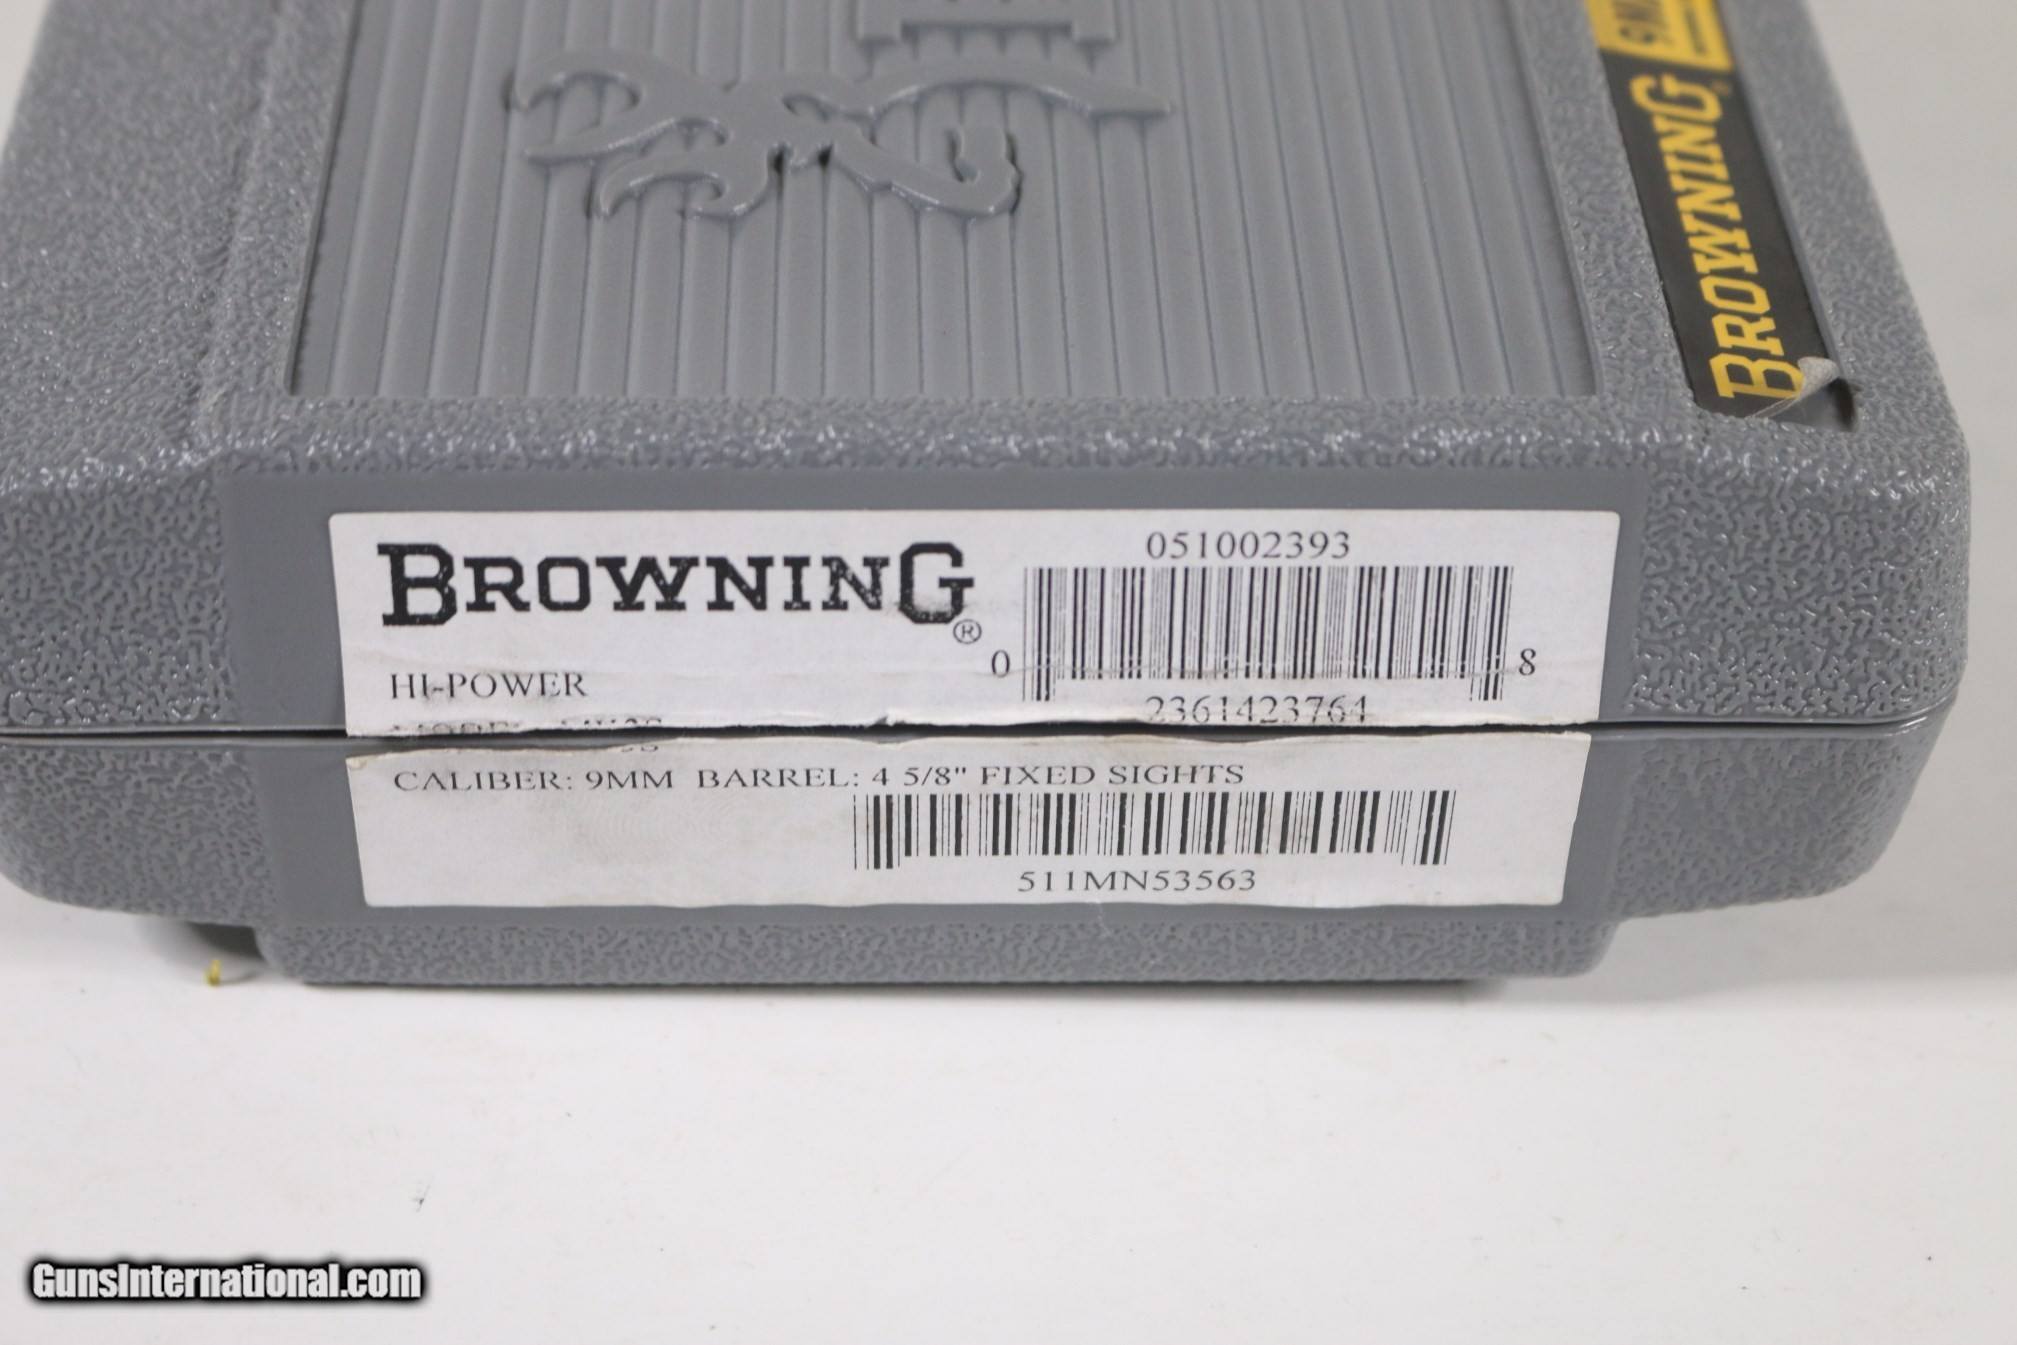 9M
BROWNING
BROWNING®
051002393
0 8
2361423764
HI-POWER
CALIBER: 9MM BARREL: 4 5/8" FIXED SIGHTS
511MN53563
GunsInternational.com